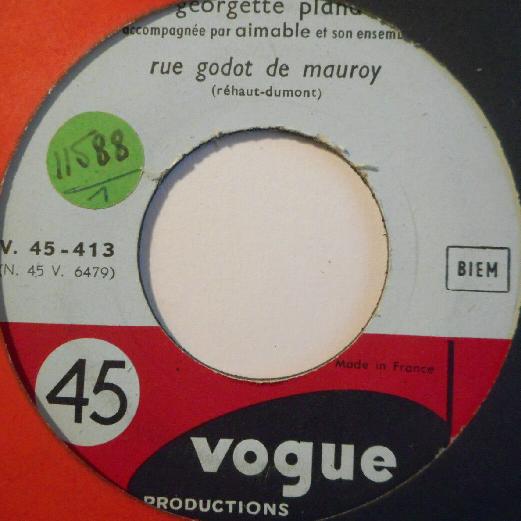 georgette plana
accompagnée par aimable et son ensem
rue godot de mauroy
(réhaut-dumont)
11588
1
V. 45-413
(N. 45 V. 6479)
BIEM
Made in France
45
vogue
PRODUCTIONS